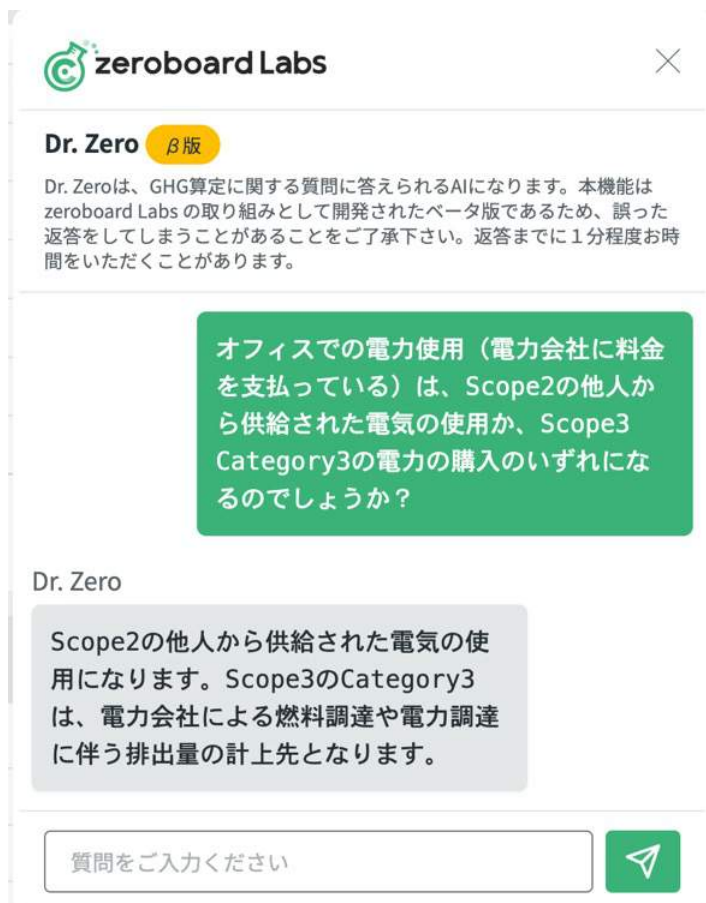 zeroboard Labs
Dr. Zero β版
Dr. Zeroは、GHG算定に関する質問に答えられるAIになります。本機能は
zeroboard Labs の取り組みとして開発されたベータ版であるため、誤った
返答をしてしまうことがあることをご了承下さい。返答までに１分程度お時
間をいただくことがあります。
オフィスでの電力使用（電力会社に料金
を支払っている）は、Scope2の他人か
ら供給された電気の使用か、Scope3
Category3の電力の購入のいずれにな
るのでしょうか？
Dr. Zero
Scope2の他人から供給された電気の使
用になります。Scope3のCategory3
は、電力会社による燃料調達や電力調達
に伴う排出量の計上先となります。
質問をご入力ください